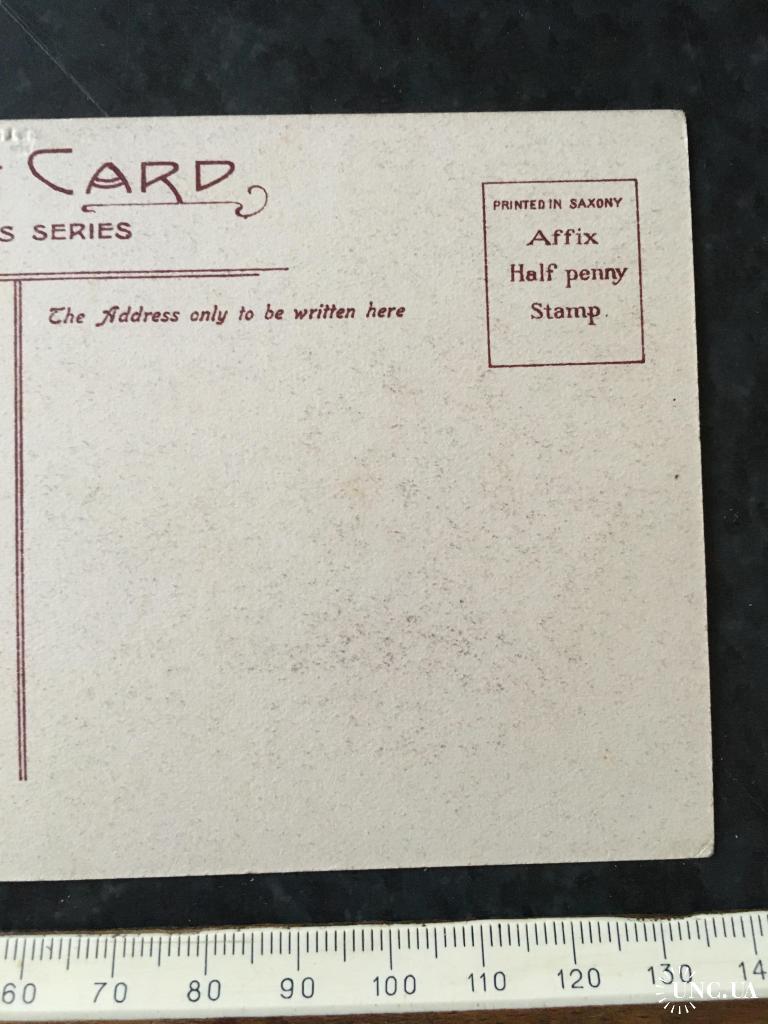 CARD
S SERIES
The Address only to be written here
PRINTED IN SAXONY
Affix
Half penny
Stamp.
60 70 80 90 100 110 120 130 14
UNC.UA